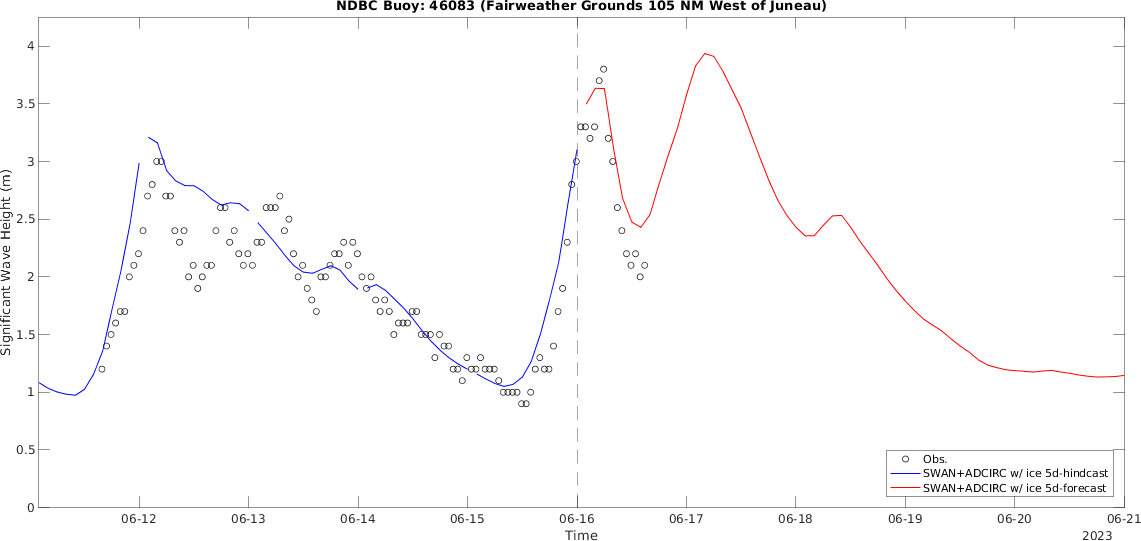 NDBC Buoy: 46083 (Fairweather Grounds 105 NM West of Juneau)
4
3.5
3
2.5
2
1.5
1
0.5
0
Significant Wave Height (m)
Obs.
SWAN+ADCIRC w/ ice 5d-hindcast
SWAN+ADCIRC w/ ice 5d-forecast
06-12 06-13 06-14 06-15 06-16 06-17 06-18 06-19 06-20 06-21
Time
2023